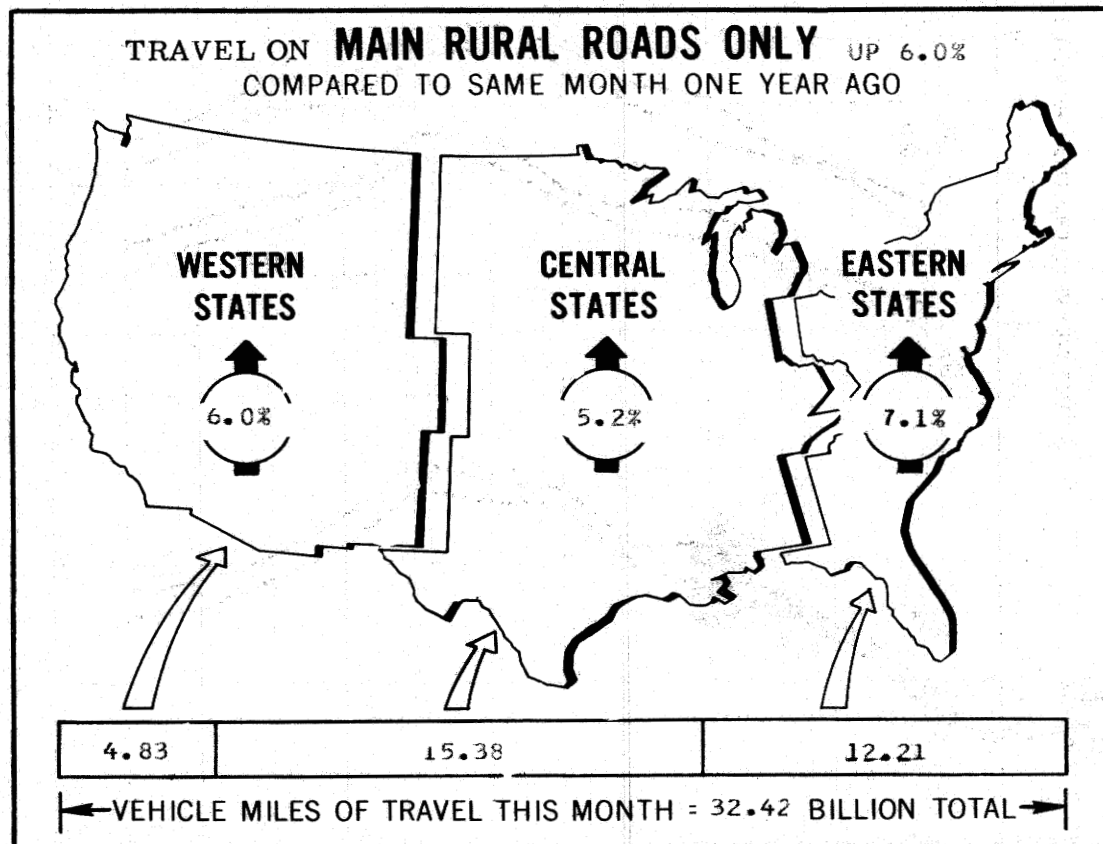 TRAVEL ON MAIN RURAL ROADS ONLY UP 6.0%
COMPARED TO SAME MONTH ONE YEAR AGO
WESTERN
STATES
6.0%
CENTRAL
STATES
5.2%
EASTERN
STATES
7.1%
4.83 15.38 12.21
VEHICLE MILES OF TRAVEL THIS MONTH = 32.42 BILLION TOTAL